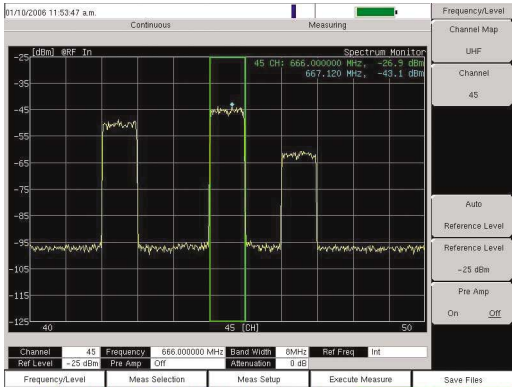 01/10/2006 11:53:47 a.m.
Frequency/Level
Continuous
Measuring
Channel Map
UHF
[dBm] @RF In
Spectrum Monitor
-25
45 CH: 666.000000 MHz, -26.9 dBm
667.120 MHz, -43.1 dBm
Channel
45
-35
-45
-55
-65
-75
-85
-95
-105
-115
-125
40
45 [CH]
50
Auto
Reference Level
Reference Level
-25 dBm
Pre Amp
On Off
Channel 45 Frequency 666.000000 MHz Band Width 8MHz Ref Freq Int
Ref Level -25 dBm Pre Amp Off Attenuation 0 dB
Frequency/Level
Meas Selection
Meas Setup
Execute Measure
Save Files